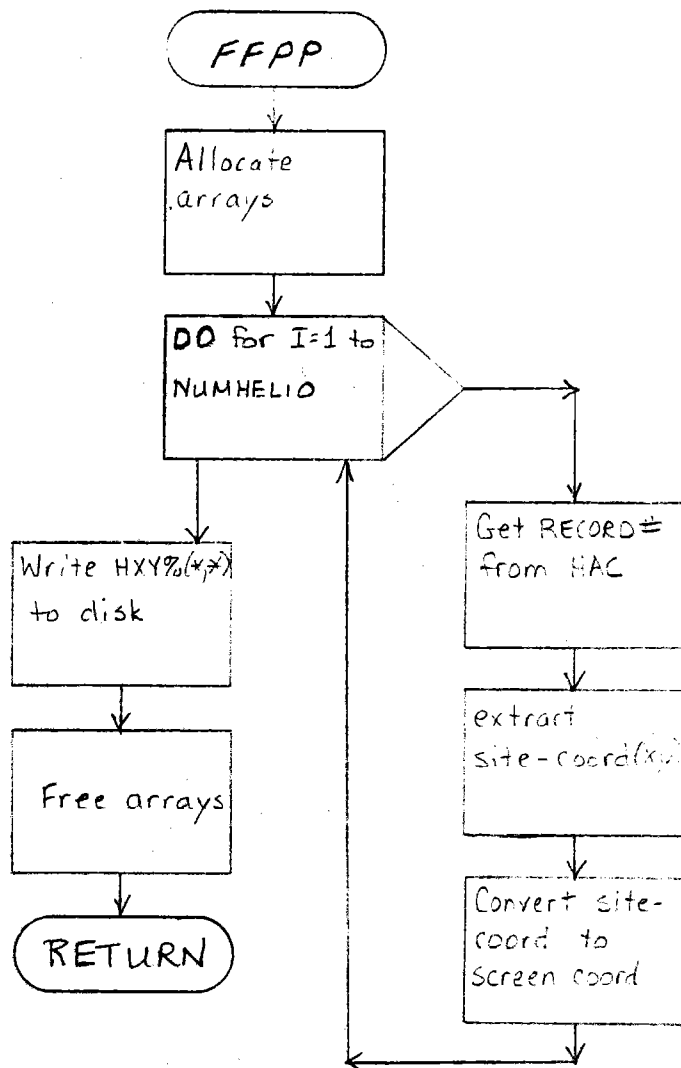 FFPP
Allocate
arrays
DO for I=1 to
NUMHELIO
Get RECORD#
from HAC
extract
site-coord(x,y)
Convert site-
coord to
screen coord
Write HXY%(*,*)
to disk
Free arrays
RETURN